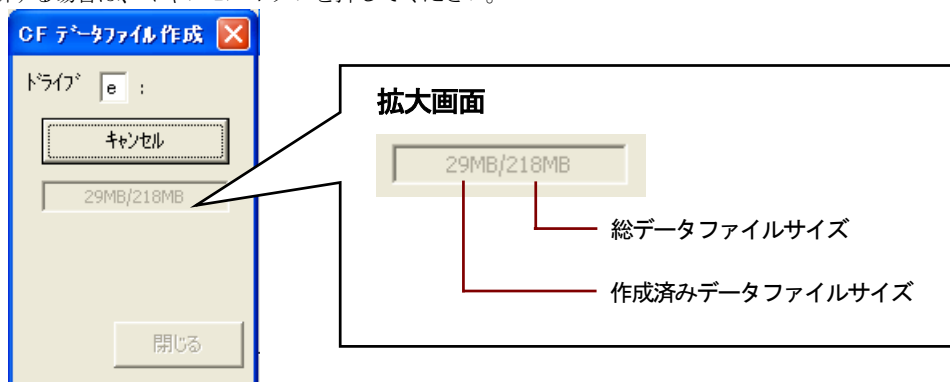 CF ﾃﾞｰﾀﾌｧｲﾙ作成
ﾄﾞﾗｲﾌﾞ e :
ｷｬﾝｾﾙ
29MB/218MB
閉じる
拡大画面
29MB/218MB
総データファイルサイズ
作成済みデータファイルサイズ